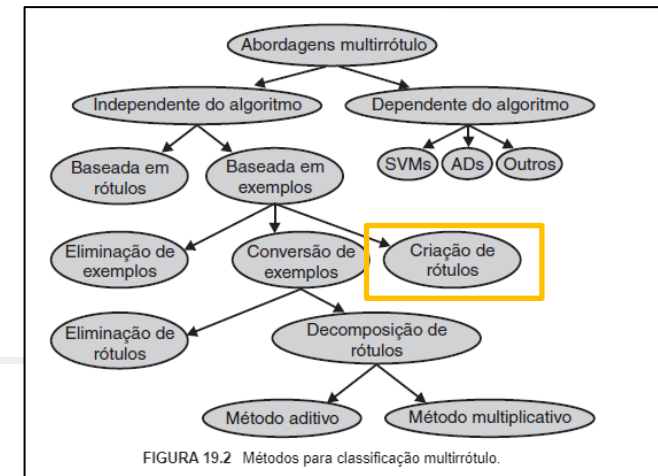 Abordagens multirrótulo
Independente do algoritmo
Dependente do algoritmo
Baseada em
rótulos
Baseada em
exemplos
SVMs
ADs
Outros
Eliminação de
exemplos
Conversão de
exemplos
Criação de
rótulos
Eliminação de
rótulos
Decomposição de
rótulos
Método aditivo
Método multiplicativo
FIGURA 19.2 Métodos para classificação multirrótulo.